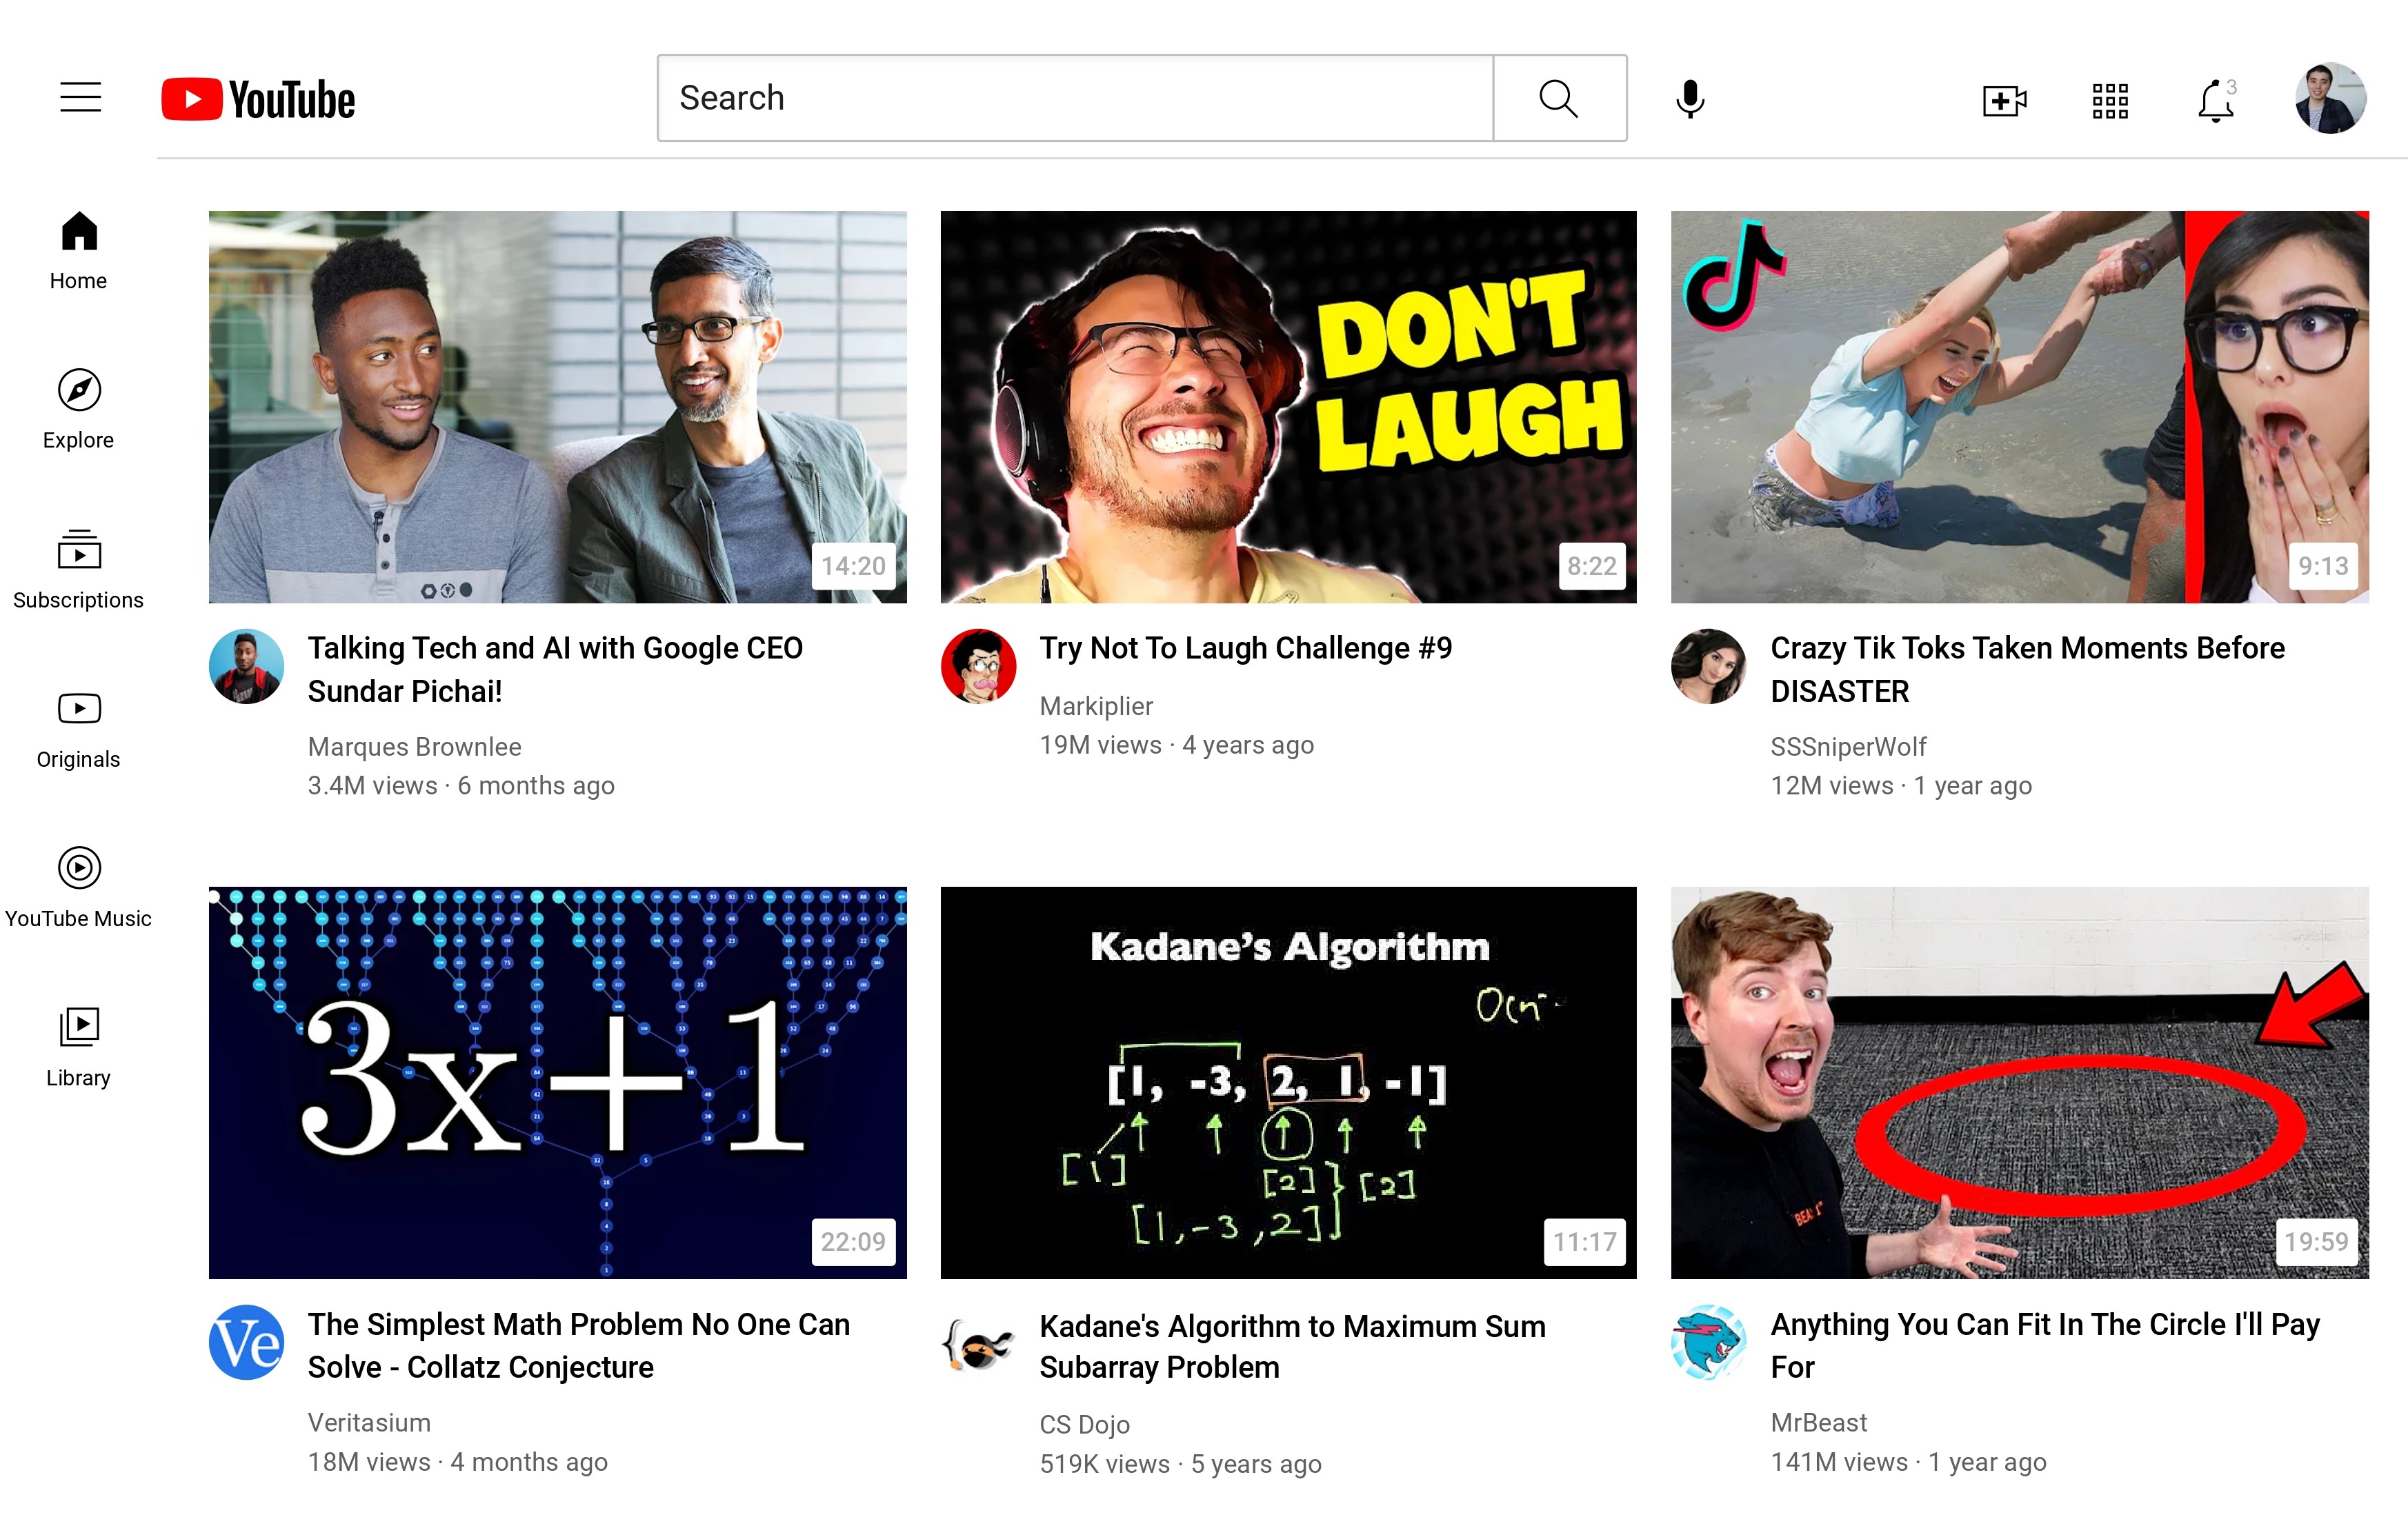 YouTube
Search
3
Home
Explore
Subscriptions
Originals
YouTube Music
Library
DON'T
LAUGH
14:20
8:22
9:13
Talking Tech and AI with Google CEO
Sundar Pichai!
Marques Brownlee
3.4M views · 6 months ago
Try Not To Laugh Challenge #9
Markiplier
19M views · 4 years ago
Crazy Tik Toks Taken Moments Before
DISASTER
SSSniperWolf
12M views · 1 year ago
3x+1
22:09
Kadane's Algorithm
[1, -3, 2, 1, -1]
[1]
[2]
[2]
[1,-3,2]
11:17
19:59
Ve
The Simplest Math Problem No One Can
Solve - Collatz Conjecture
Veritasium
18M views · 4 months ago
Kadane's Algorithm to Maximum Sum
Subarray Problem
CS Dojo
519K views · 5 years ago
Anything You Can Fit In The Circle I'll Pay
For
MrBeast
141M views · 1 year ago